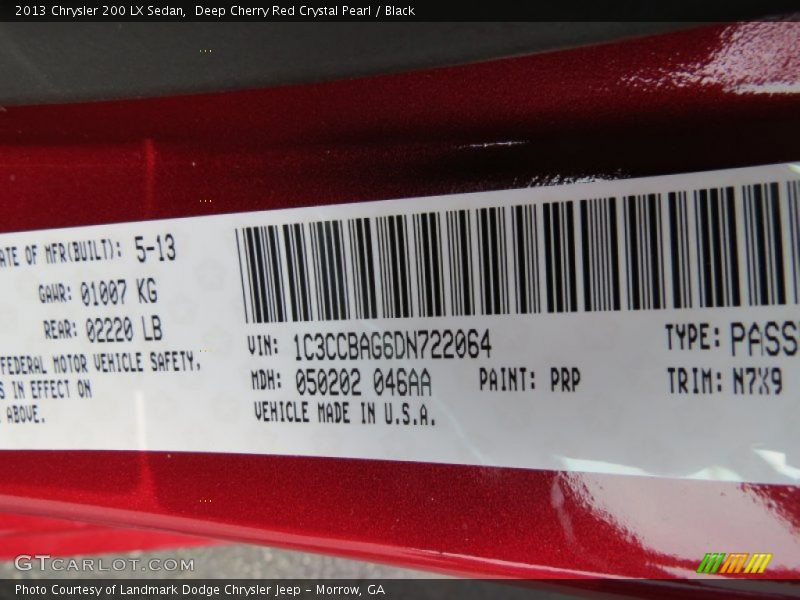 2013 Chrysler 200 LX Sedan,  Deep Cherry Red Crystal Pearl / Black
ATE OF MFR(BUILT): 5-13
GAWR: 01007 KG
REAR: 02220 LB
FEDERAL MOTOR VEHICLE SAFETY,
S IN EFFECT ON
ABOVE.
VIN: 1C3CCBAG6DN722064
TYPE: PASS
MDH: 050202 046AA
PAINT: PRP
TRIM: N7X9
VEHICLE MADE IN U.S.A.
GTCARLOT.COM
Photo Courtesy of Landmark Dodge Chrysler Jeep - Morrow, GA